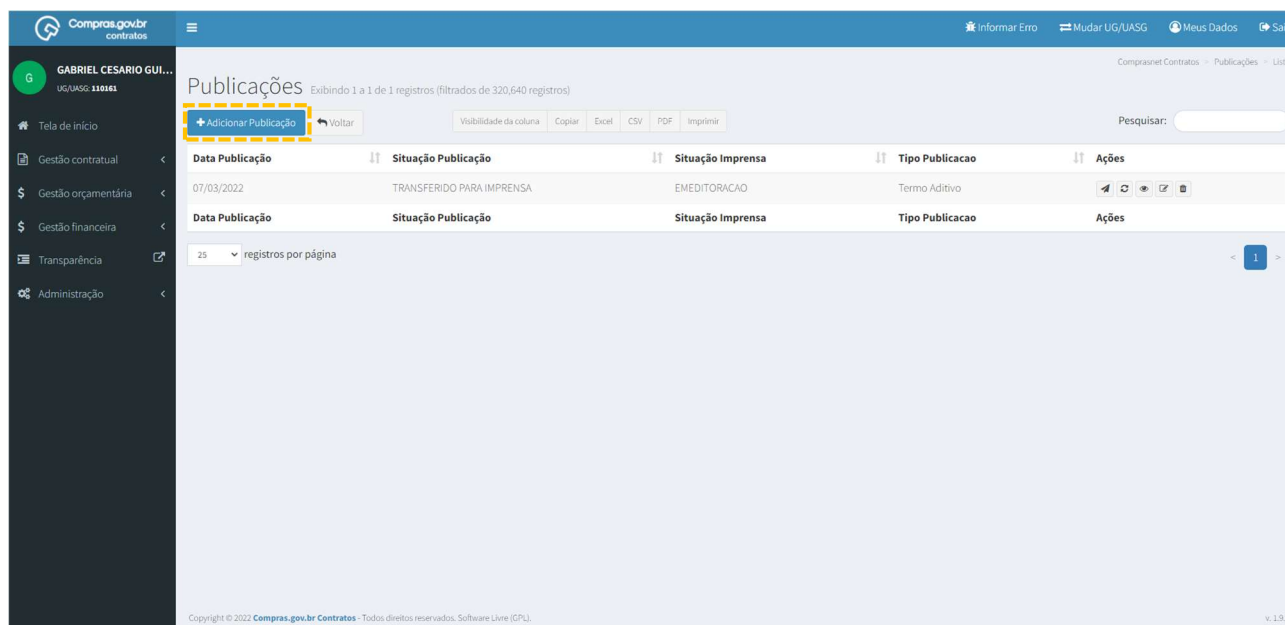 Compras.gov.br
contratos
Informar Erro
Mudar UG/UASG
Meus Dados
G
GABRIEL CESARIO GUI...
UG/UASG: 110161
Comprasnet Contratos > Publicações >
Publicações Exibindo 1 a 1 de 1 registros (filtrados de 320,640 registros)
Adicionar Publicação
Voltar
Visibilidade da coluna Copiar Excel CSV PDF Imprimir
Pesquisar:
Tela de início
Gestão contratual
Gestão orçamentária
Gestão financeira
Transparência
Administração
Data Publicação Situação Publicação Situação Imprensa Tipo Publicacao Ações
07/03/2022 TRANSFERIDO PARA IMPRENSA EMEDITORACAO Termo Aditivo
Data Publicação Situação Publicação Situação Imprensa Tipo Publicacao Ações
25 registros por página
< 1 >
Copyright © 2022 Compras.gov.br Contratos - Todos direitos reservados. Software Livre (GPL).